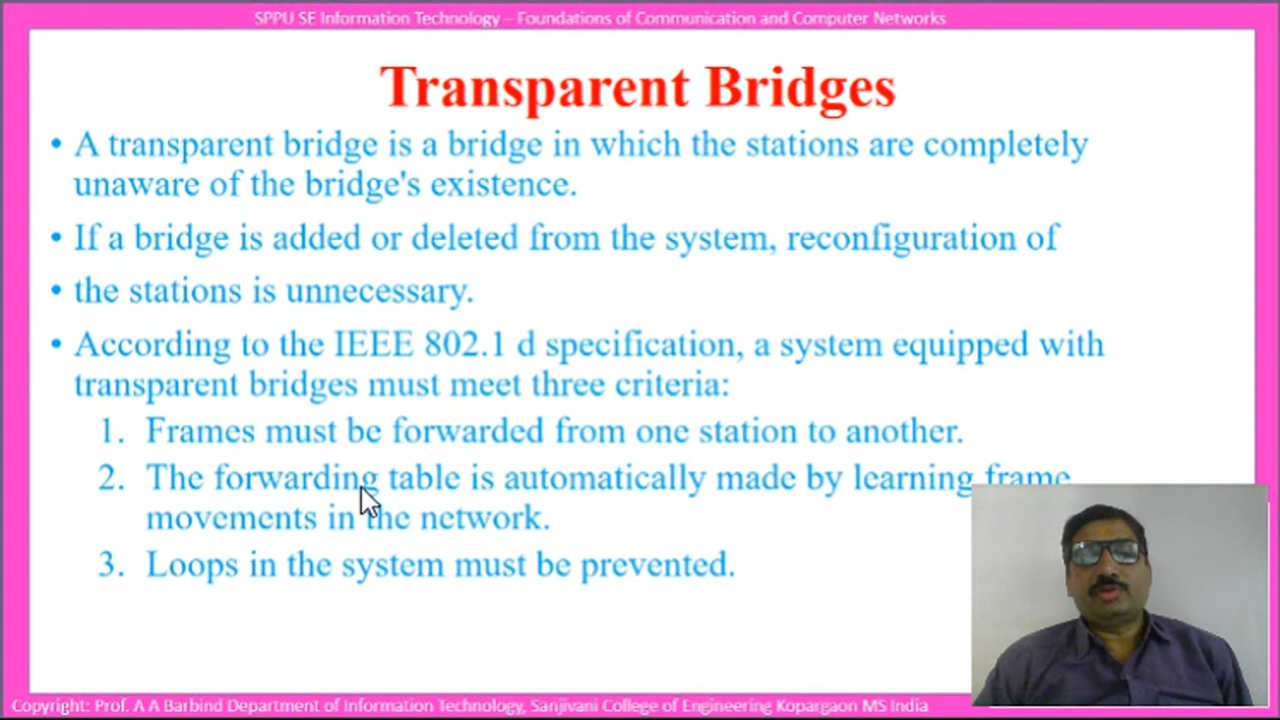 SPPU SE Information Technology – Foundations of Communication and Computer Networks
Transparent Bridges
• A transparent bridge is a bridge in which the stations are completely
unaware of the bridge's existence.
• If a bridge is added or deleted from the system, reconfiguration of
• the stations is unnecessary.
• According to the IEEE 802.1 d specification, a system equipped with
transparent bridges must meet three criteria:
1. Frames must be forwarded from one station to another.
2. The forwarding table is automatically made by learning frame
movements in the network.
3. Loops in the system must be prevented.
Copyright: Prof. A A Barbind Department of Information Technology, Sanjivani College of Engineering Kopargaon MS India